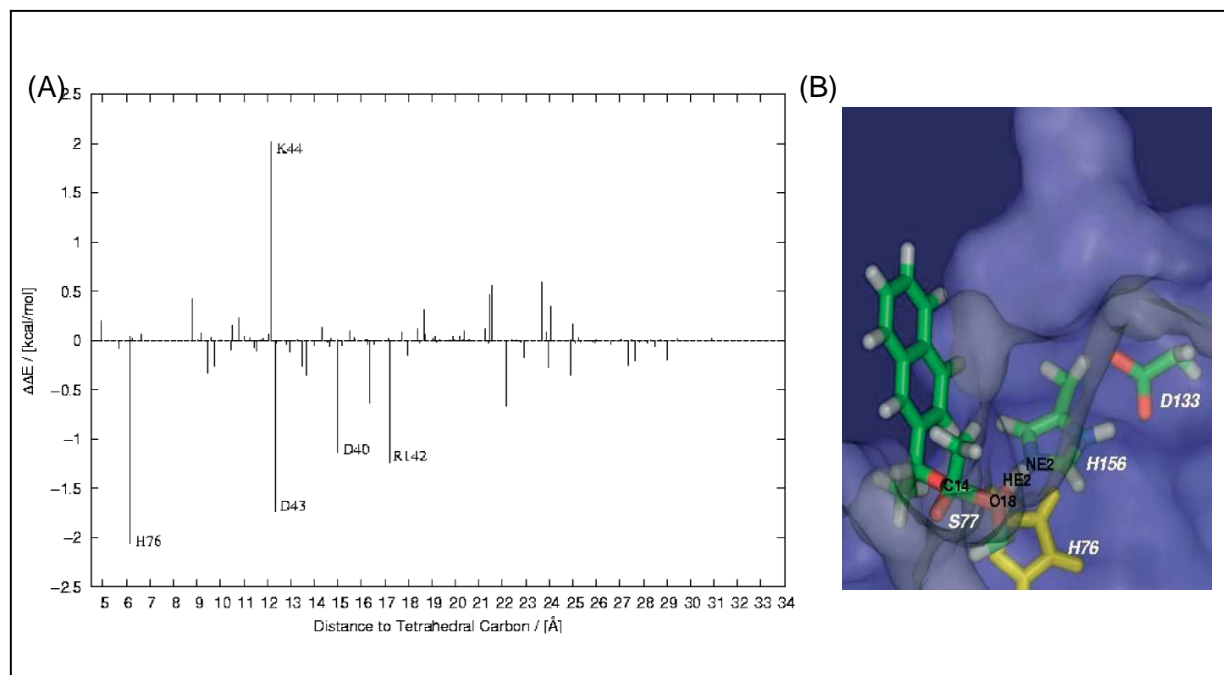 (A)
2.5
2
1.5
1
0.5
0
−0.5
−1
−1.5
−2
−2.5
ΔΔE / [kcal/mol]
K44
H76
D43
D40
R142
5 6 7 8 9 10 11 12 13 14 15 16 17 18 19 20 21 22 23 24 25 26 27 28 29 30 31 32 33 34
Distance to Tetrahedral Carbon / [Å]
(B)
D133
NE2
H156
HE2
C14
O18
S77
H76